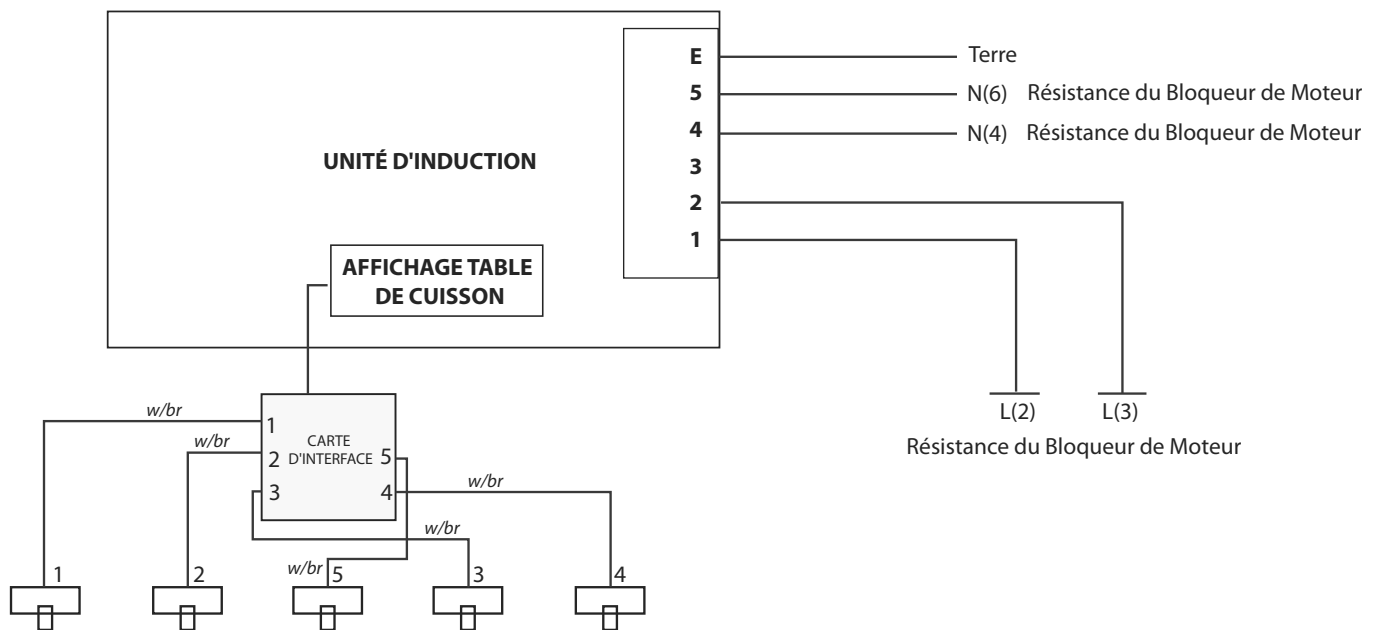 E
Terre
5
N(6) Résistance du Bloqueur de Moteur
4
N(4) Résistance du Bloqueur de Moteur
UNITÉ D'INDUCTION
3
2
1
AFFICHAGE TABLE
DE CUISSON
L(2)
L(3)
Résistance du Bloqueur de Moteur
w/br
1
CARTE
D'INTERFACE
w/br
2
5
3
4
w/br
w/br
w/br
1
2
5
3
4